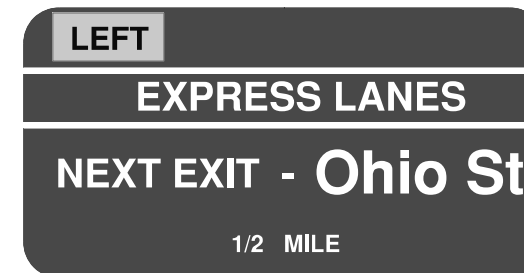 LEFT
EXPRESS LANES
NEXT EXIT - Ohio St
1/2 MILE